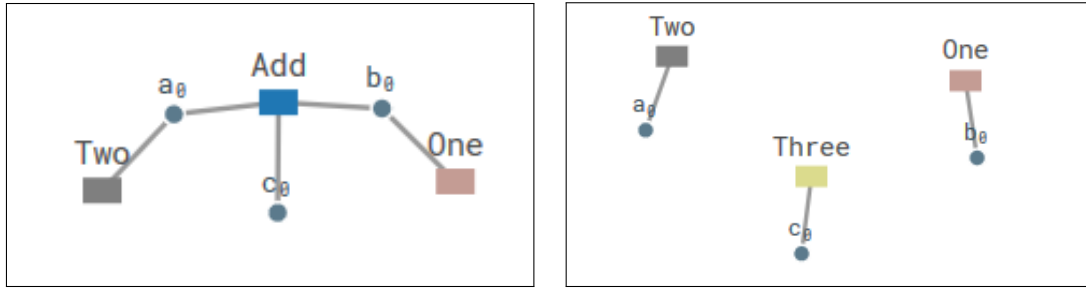 Add
a₀
b₀
Two
One
c₀
Two
One
a₀
b₀
Three
c₀